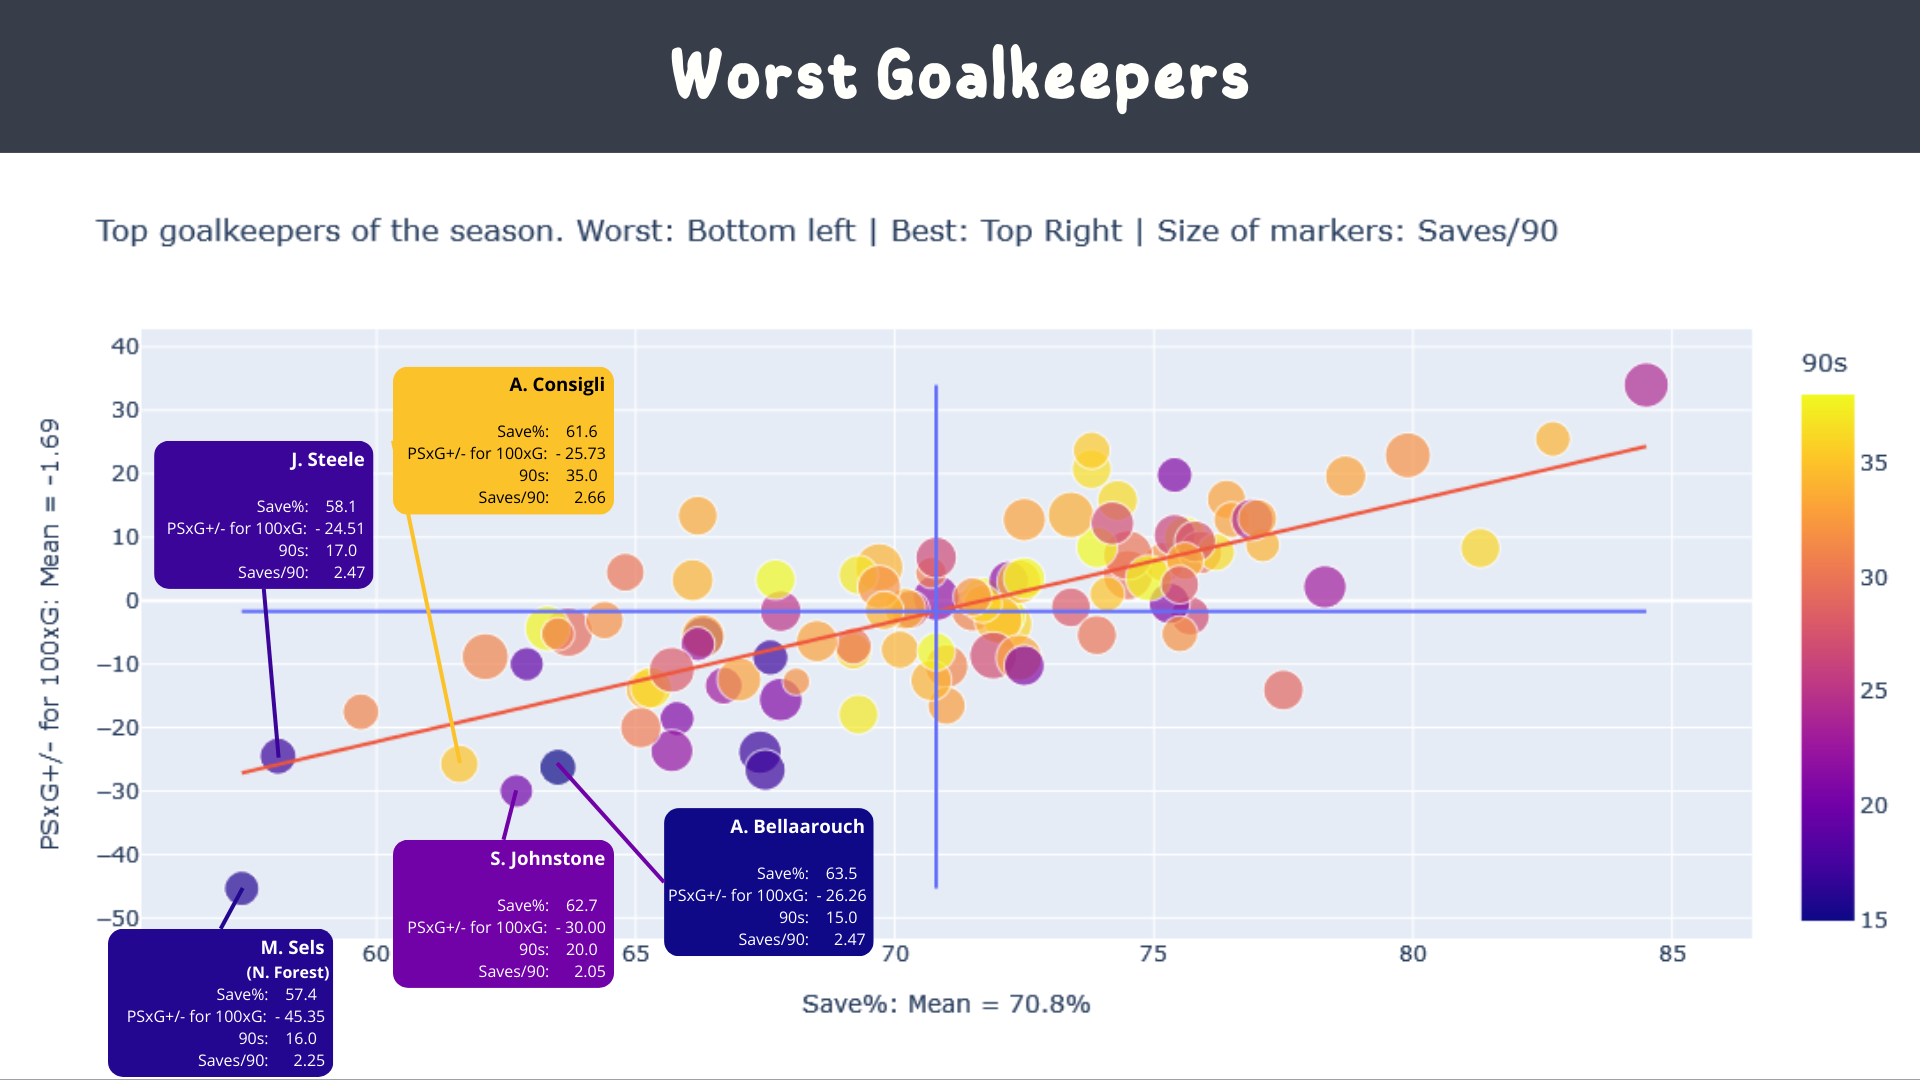 Worst Goalkeepers
Top goalkeepers of the season. Worst: Bottom left | Best: Top Right | Size of markers: Saves/90
PSxG+/- for 100xG: Mean = -1.69
40
30
20
10
0
−10
−20
−30
−40
−50
A. Consigli
Save%: 61.6
PSxG+/- for 100xG: - 25.73
90s: 35.0
Saves/90: 2.66
J. Steele
Save%: 58.1
PSxG+/- for 100xG: - 24.51
90s: 17.0
Saves/90: 2.47
A. Bellaarouch
Save%: 63.5
PSxG+/- for 100xG: - 26.26
90s: 15.0
Saves/90: 2.47
S. Johnstone
Save%: 62.7
PSxG+/- for 100xG: - 30.00
90s: 20.0
Saves/90: 2.05
M. Sels
(N. Forest)
Save%: 57.4
PSxG+/- for 100xG: - 45.35
90s: 16.0
Saves/90: 2.25
60 65 70 75 80 85
Save%: Mean = 70.8%
90s
35
30
25
20
15